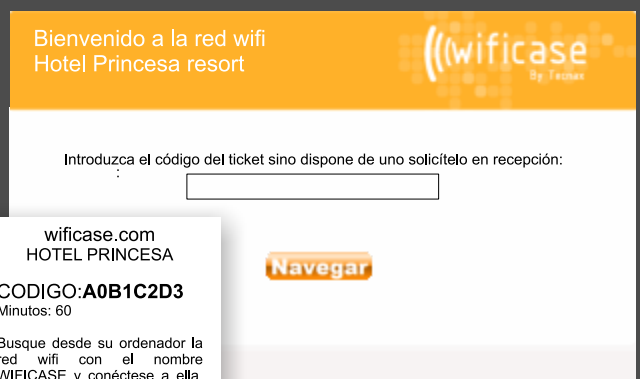 Bienvenido a la red wifi
Hotel Princesa resort
wificase
By Tecnas
Introduzca el código del ticket sino dispone de uno solicítelo en recepción:
:
Navegar
wificase.com
HOTEL PRINCESA
CODIGO:A0B1C2D3
Minutos: 60
Busque desde su ordenador la
red wifi con el nombre
WIFICASE y conéctese a ella.